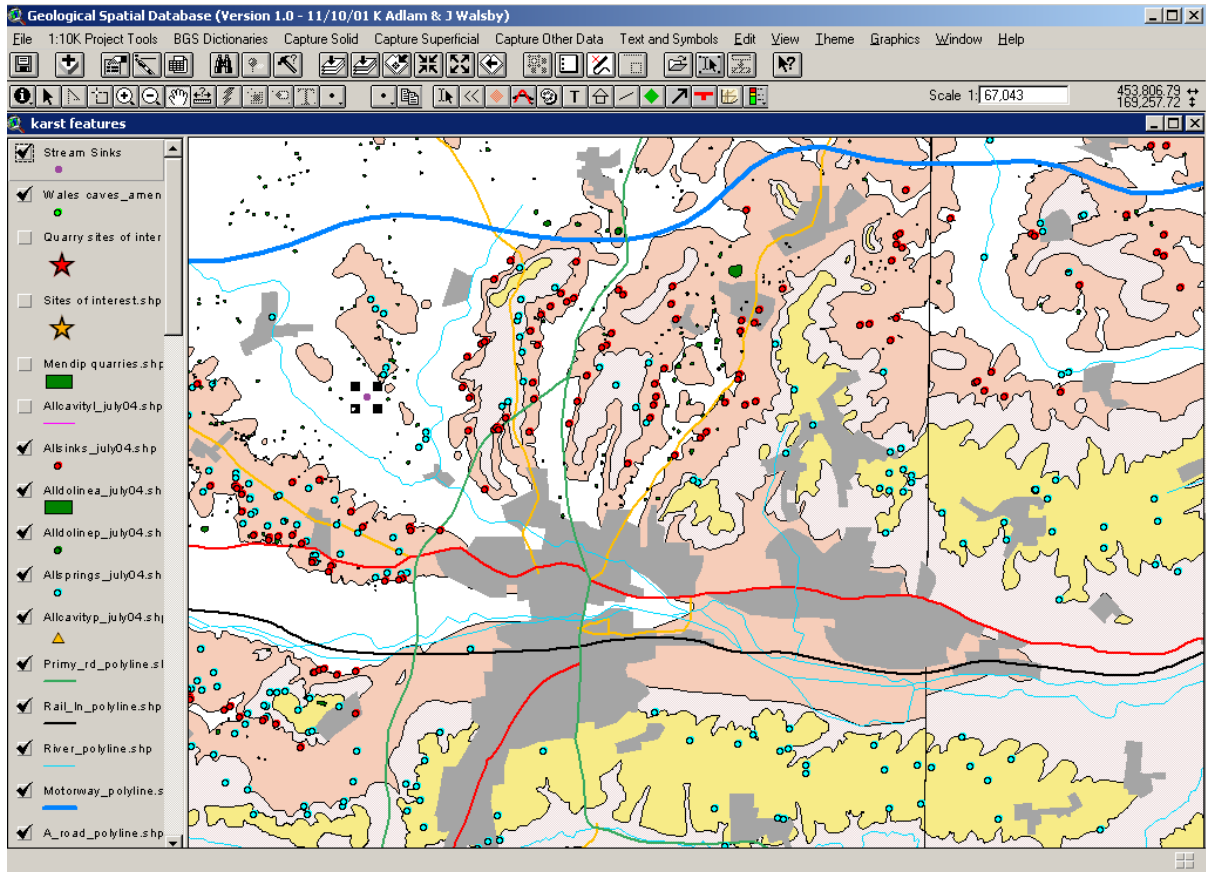 Geological Spatial Database (Version 1.0 - 11/10/01 K Adlam & J Walsby)
File 1:10K Project Tools BGS Dictionaries Capture Solid Capture Superficial Capture Other Data Text and Symbols Edit View Theme Graphics Window Help
Scale 1: 67,043
453,806.79
169,257.72
karst features
Stream Sinks
Wales caves_amen
Quarry sites of inter
Sites of interest.shp
Mendip quarries.shp
Allcavityl_july04.shp
Allsinks_july04.shp
Alldolinea_july04.sh
Alldolinep_july04.sh
Allsprings_july04.sh
Allcavityp_july04.shp
Primy_rd_polyline.sl
Rail_ln_polyline.shp
River_polyline.shp
Motorway_polyline.s
A_road_polyline.shp